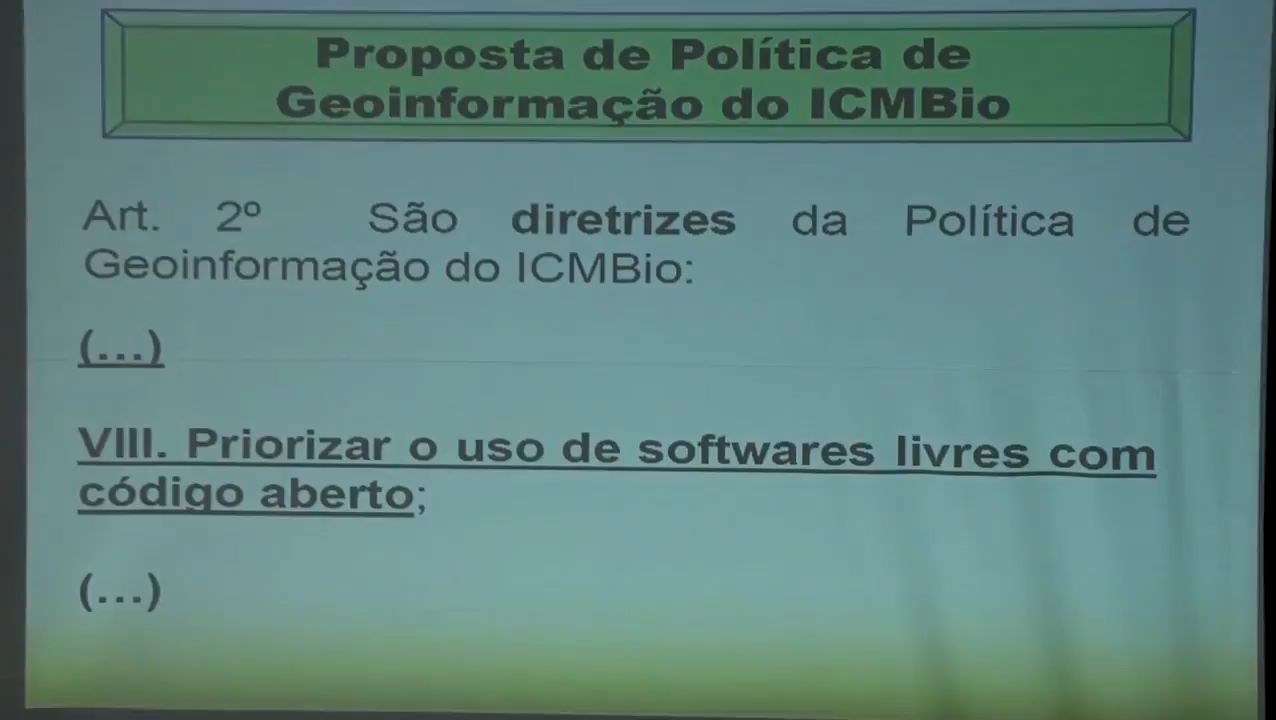 Proposta de Política de
Geoinformação do ICMBio
Art. 2º São diretrizes da Política de
Geoinformação do ICMBio:
(...)
VIII. Priorizar o uso de softwares livres com
código aberto;
(...)